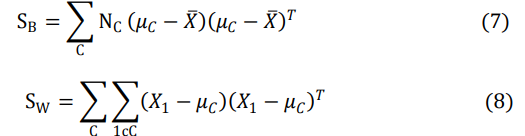 S_B = ∑_C N_C (μ_C − X̄)(μ_C − X̄)^T (7)
S_W = ∑_C ∑_{1cC} (X_1 − μ_C)(X_1 − μ_C)^T (8)